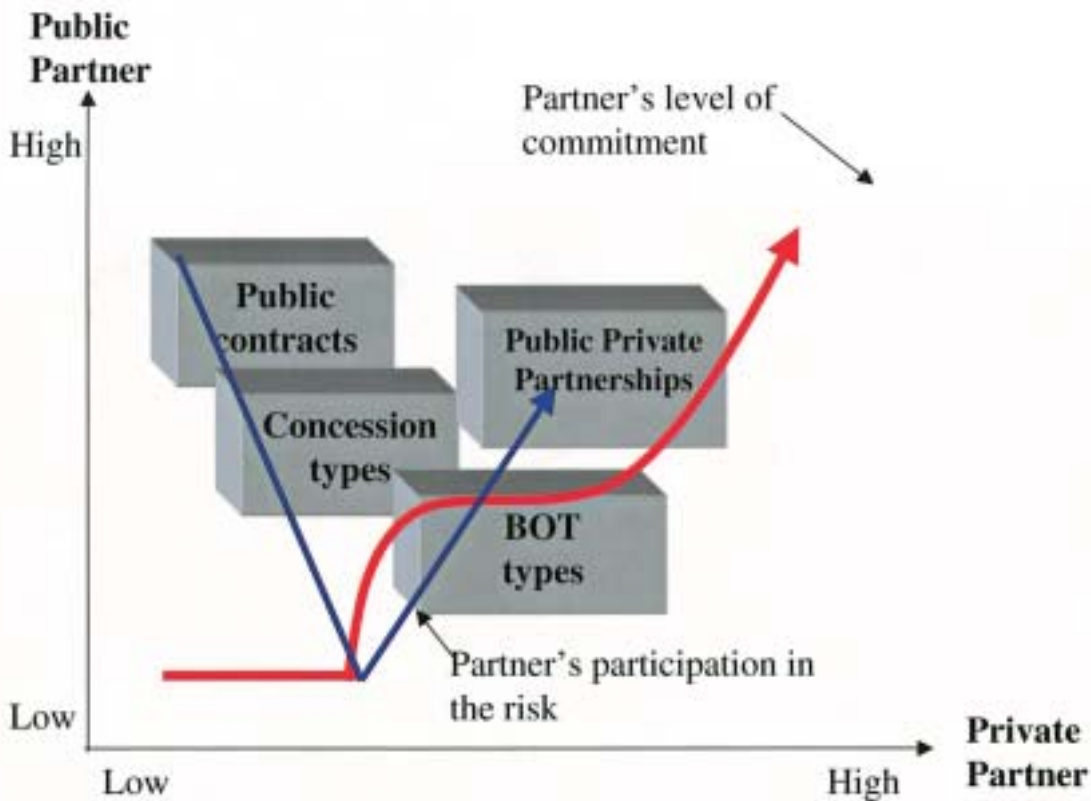 Public
Partner
High
Partner's level of
commitment
Public
contracts
Public Private
Partnerships
Concession
types
BOT
types
Partner's participation in
the risk
Low
Low
High
Private
Partner